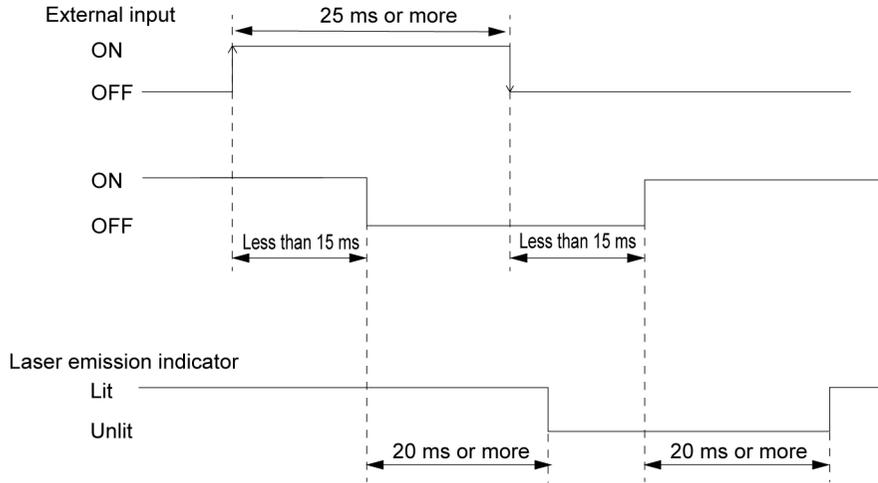 External input
25 ms or more
ON
OFF
ON
OFF
Less than 15 ms
Less than 15 ms
Laser emission indicator
Lit
Unlit
20 ms or more
20 ms or more